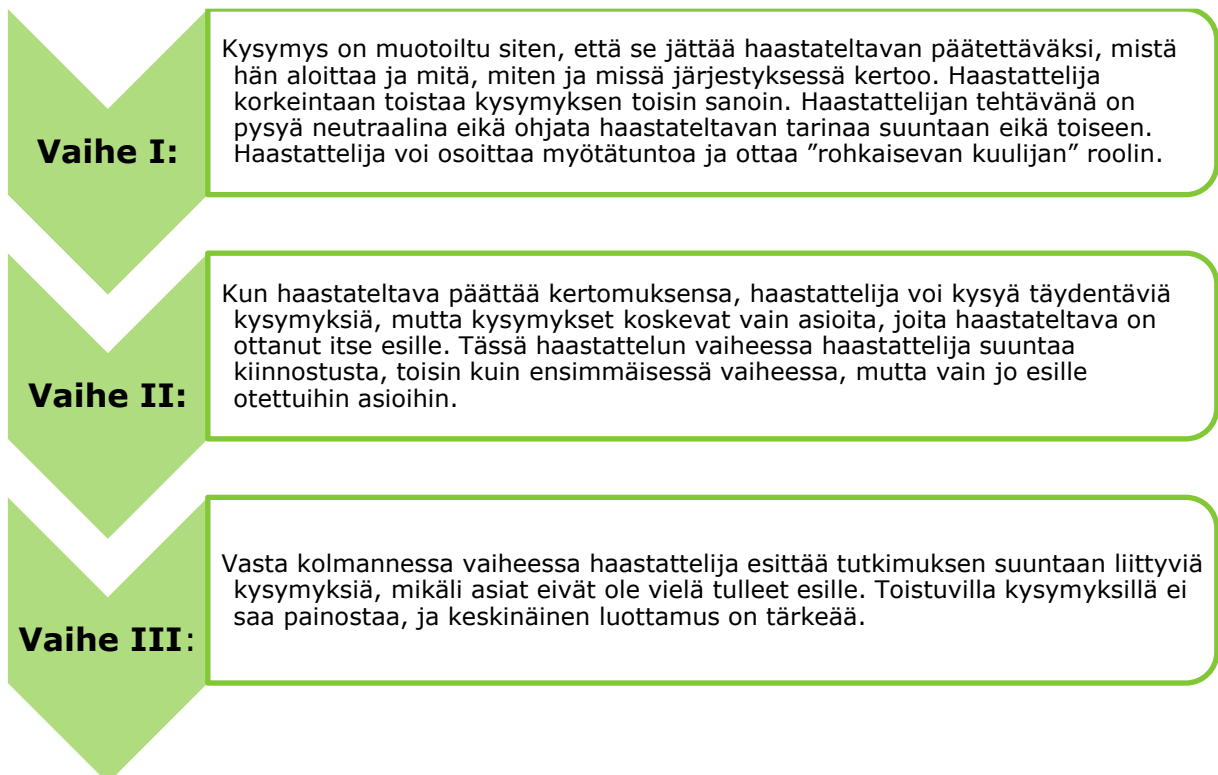 Vaihe I:
Kysymys on muotoiltu siten, että se jättää haastateltavan päätettäväksi, mistä
hän aloittaa ja mitä, miten ja missä järjestyksessä kertoo. Haastattelija
korkeintaan toistaa kysymyksen toisin sanoin. Haastattelijan tehtävänä on
pysyä neutraalina eikä ohjata haastateltavan tarinaa suuntaan eikä toiseen.
Haastattelija voi osoittaa myötätuntoa ja ottaa ”rohkaisevan kuulijan” roolin.
Vaihe II:
Kun haastateltava päättää kertomuksensa, haastattelija voi kysyä täydentäviä
kysymyksiä, mutta kysymykset koskevat vain asioita, joita haastateltava on
ottanut itse esille. Tässä haastattelun vaiheessa haastattelija suuntaa
kiinnostusta, toisin kuin ensimmäisessä vaiheessa, mutta vain jo esille
otettuihin asioihin.
Vaihe III:
Vasta kolmannessa vaiheessa haastattelija esittää tutkimuksen suuntaan liittyviä
kysymyksiä, mikäli asiat eivät ole vielä tulleet esille. Toistuvilla kysymyksillä ei
saa painostaa, ja keskinäinen luottamus on tärkeää.